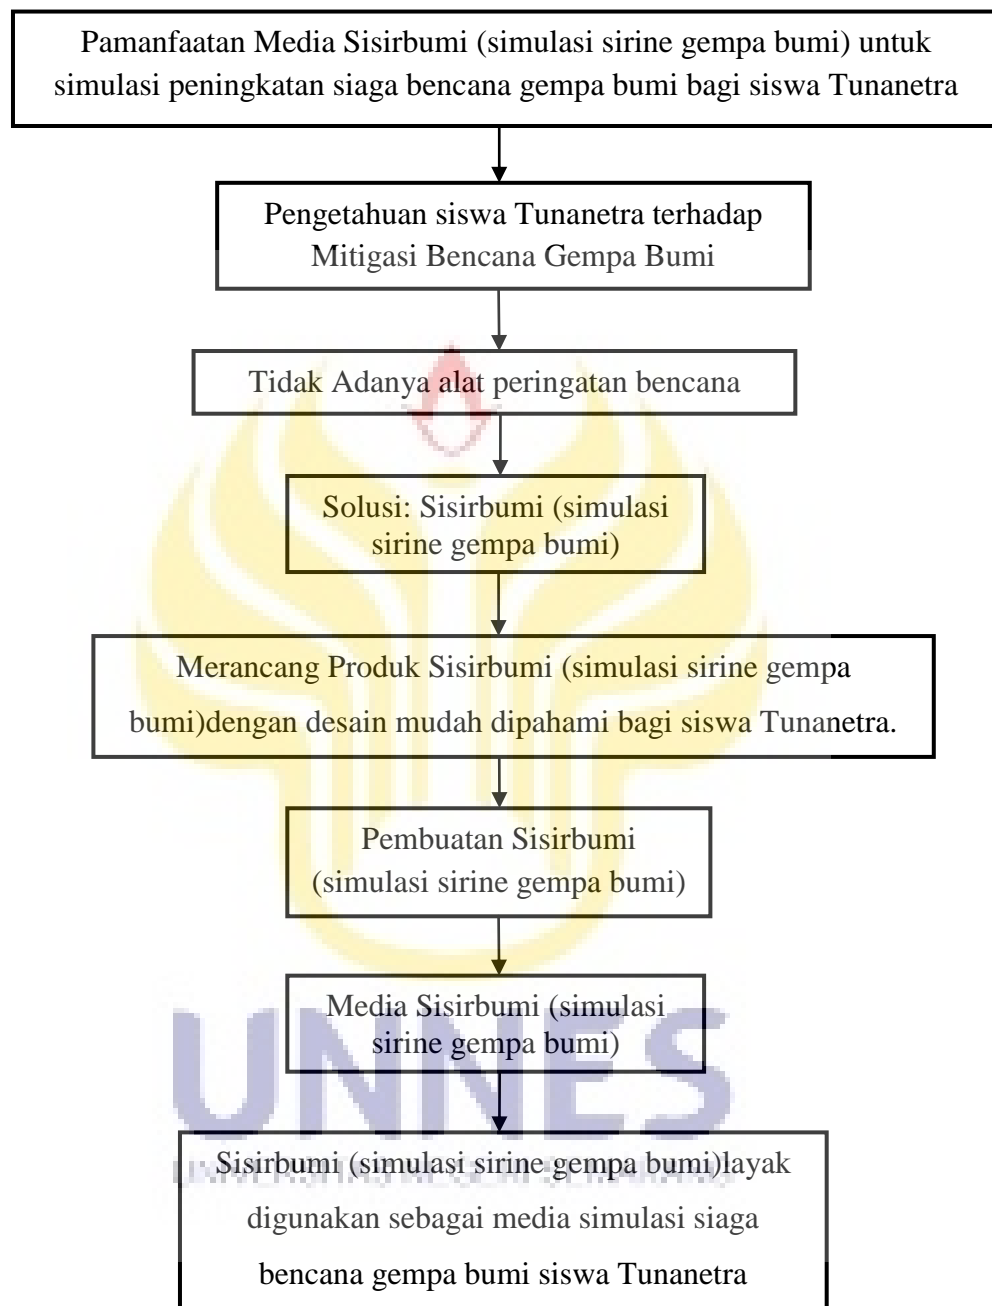 Pamanfaatan Media Sisirbumi (simulasi sirine gempa bumi) untuk
simulasi peningkatan siaga bencana gempa bumi bagi siswa Tunanetra
Pengetahuan siswa Tunanetra terhadap
Mitigasi Bencana Gempa Bumi
Tidak Adanya alat peringatan bencana
Solusi: Sisirbumi (simulasi
sirine gempa bumi)
Merancang Produk Sisirbumi (simulasi sirine gempa
bumi)dengan desain mudah dipahami bagi siswa Tunanetra.
Pembuatan Sisirbumi
(simulasi sirine gempa bumi)
Media Sisirbumi (simulasi
sirine gempa bumi)
UNNES
Sisirbumi (simulasi sirine gempa bumi)layak
digunakan sebagai media simulasi siaga
bencana gempa bumi siswa Tunanetra